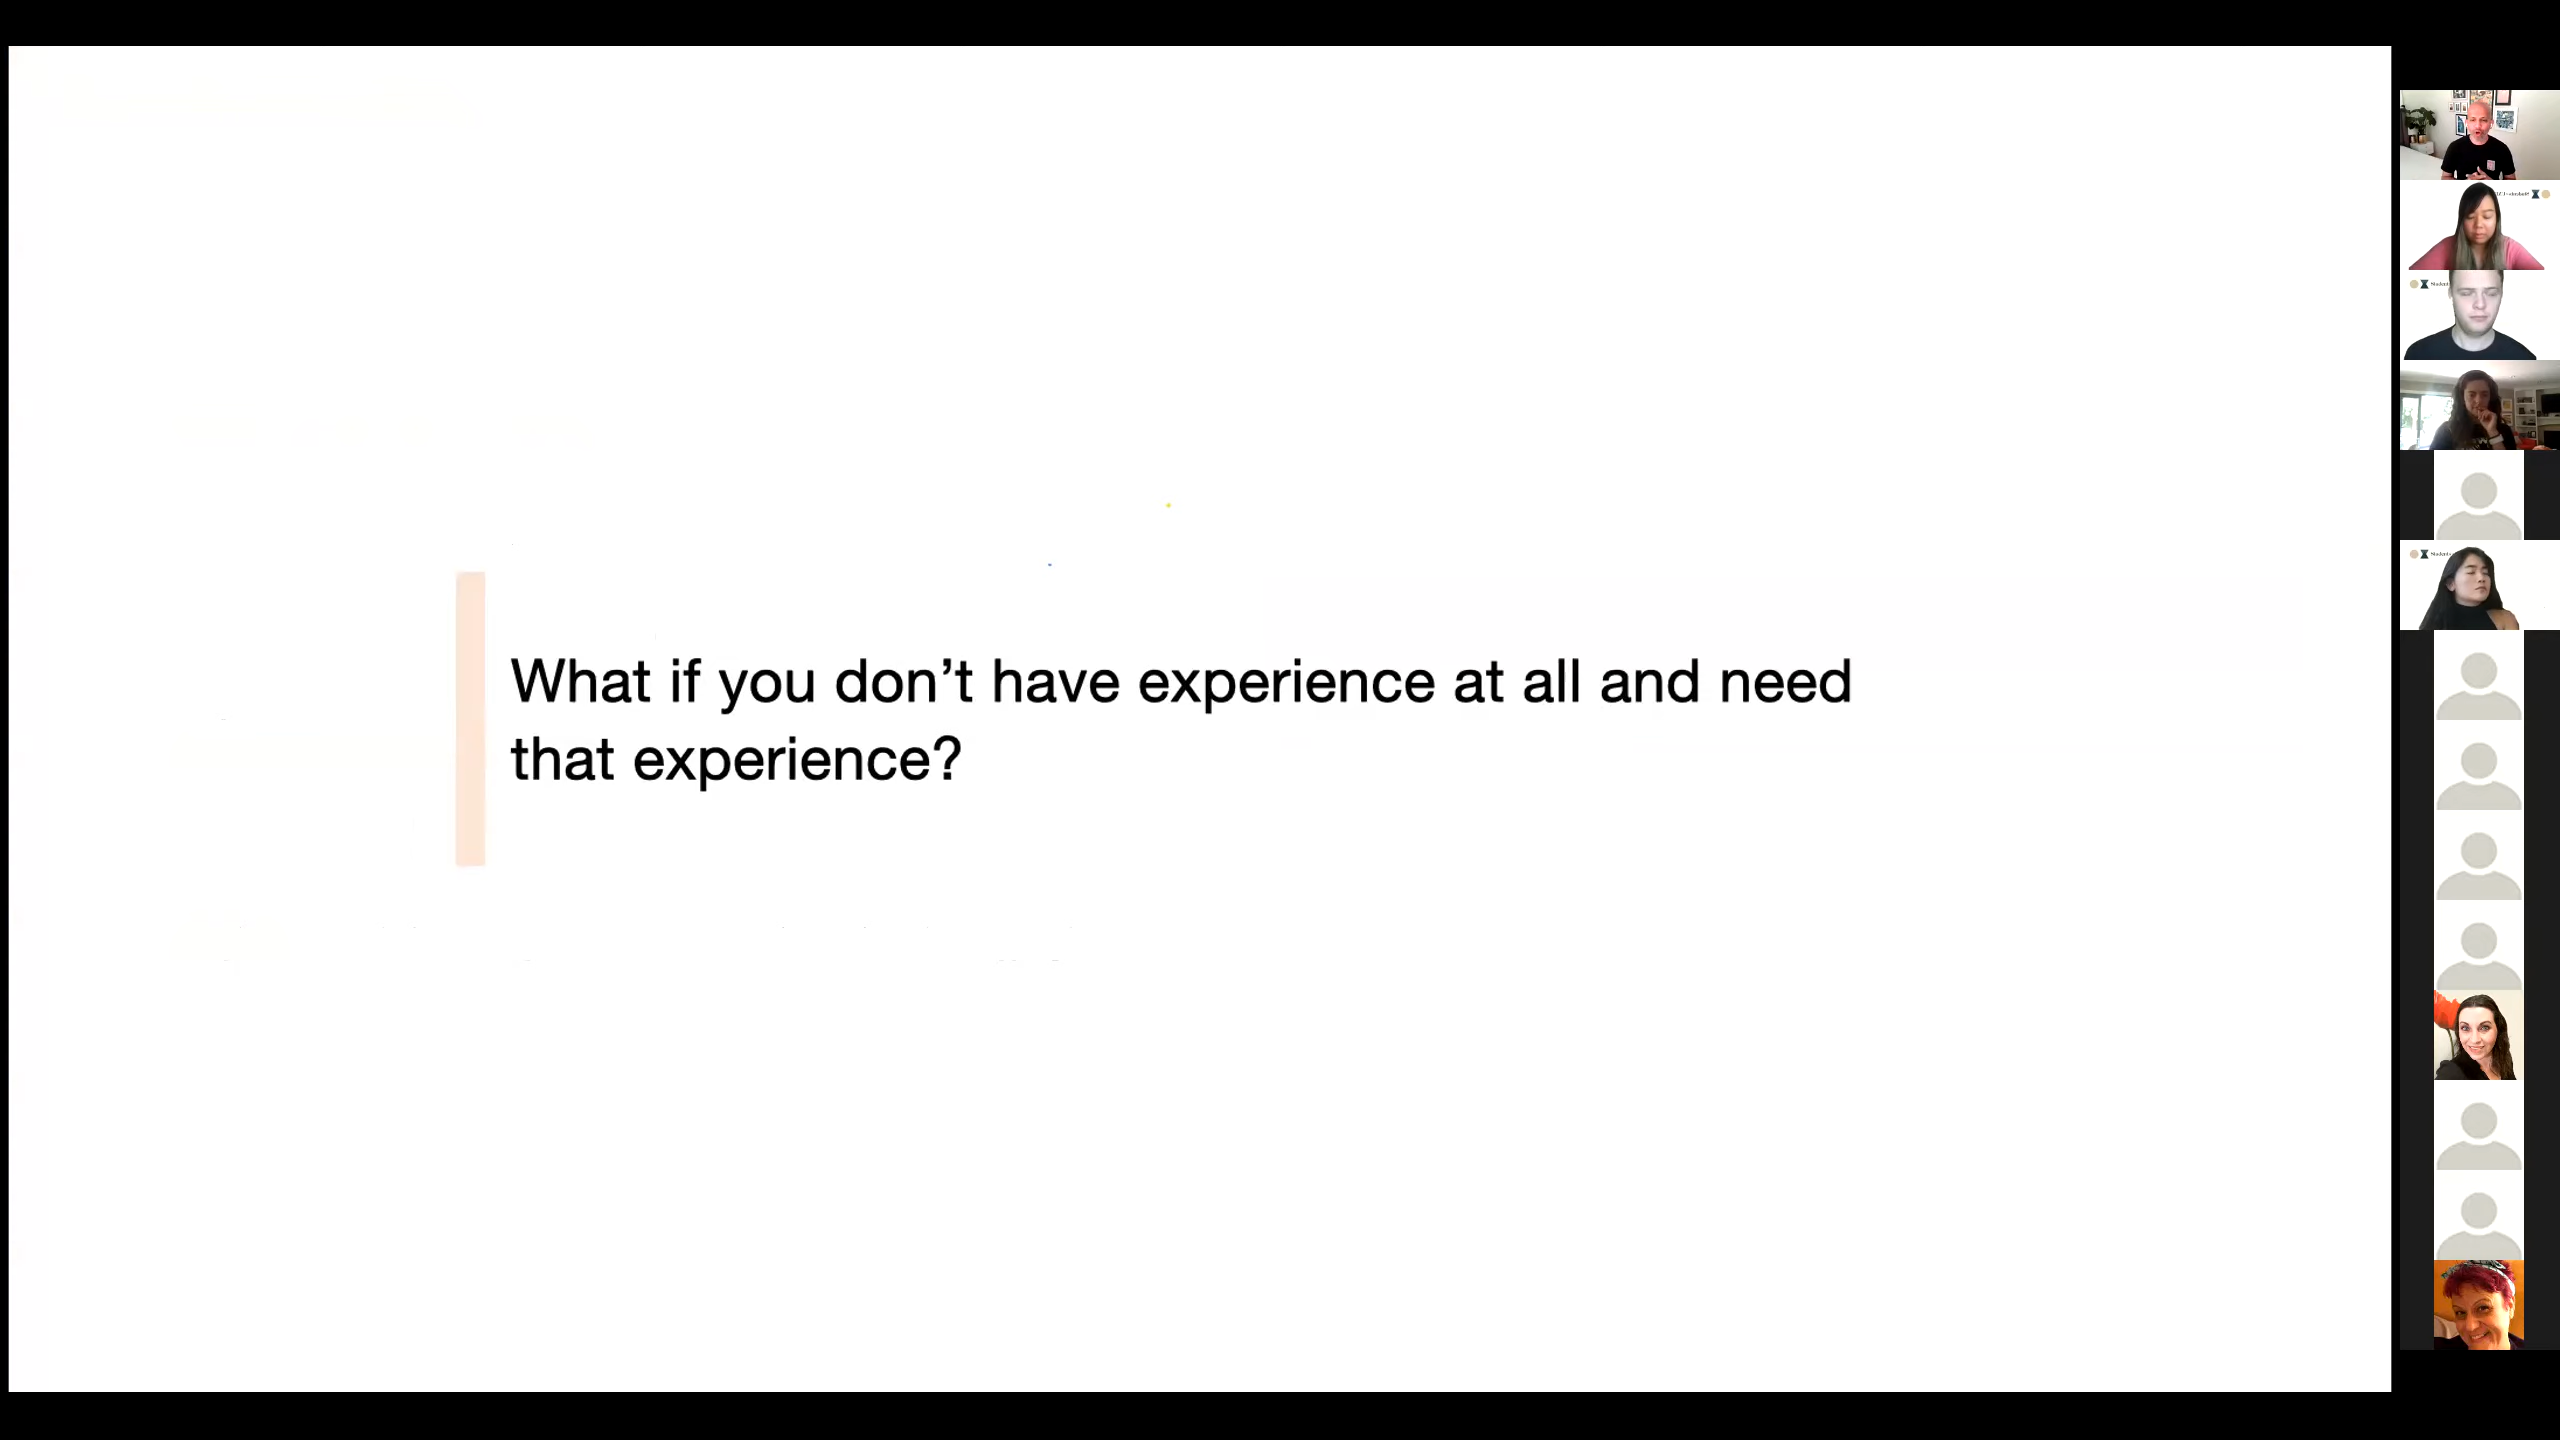 What if you don’t have experience at all and need
that experience?